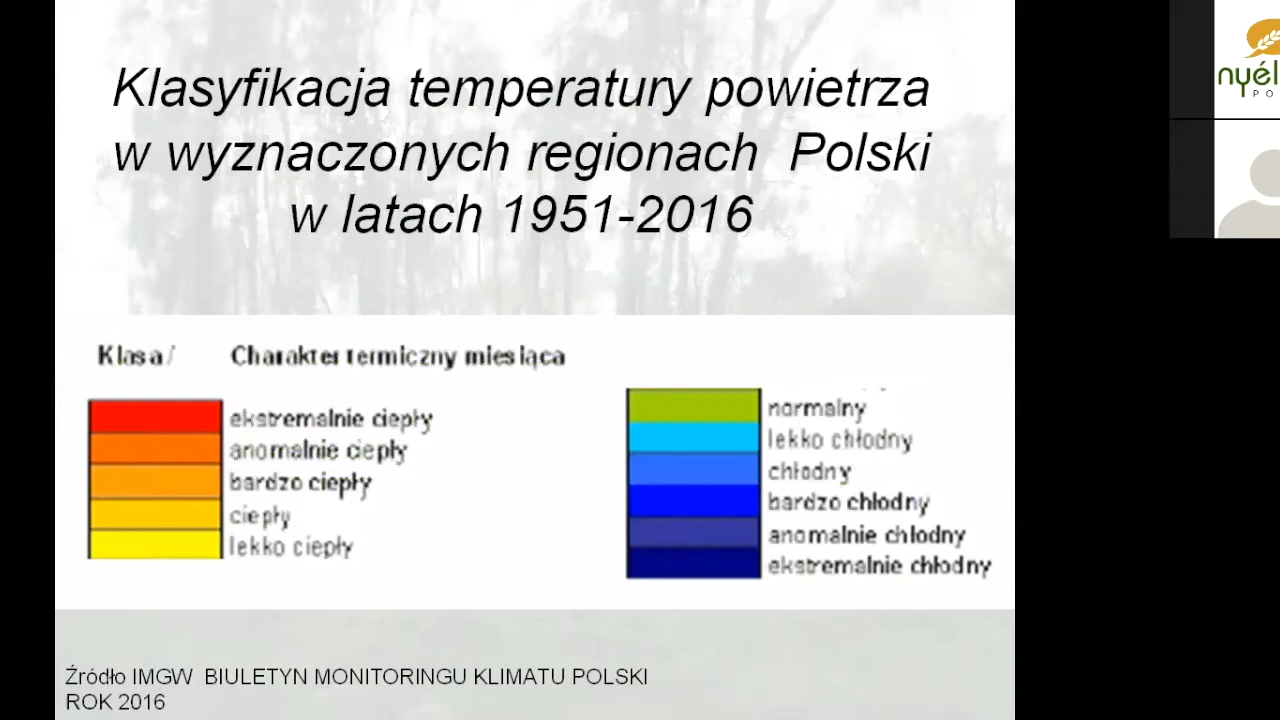 Klasyfikacja temperatury powietrza
w wyznaczonych regionach Polski
w latach 1951-2016
Klasa/ Charakter termiczny miesiąca
ekstremalnie ciepły
anomalnie ciepły
bardzo ciepły
ciepły
lekko ciepły
normalny
lekko chłodny
chłodny
bardzo chłodny
anomalnie chłodny
ekstremalnie chłodny
Źródło IMGW BIULETYN MONITORINGU KLIMATU POLSKI
ROK 2016
nyél
PO